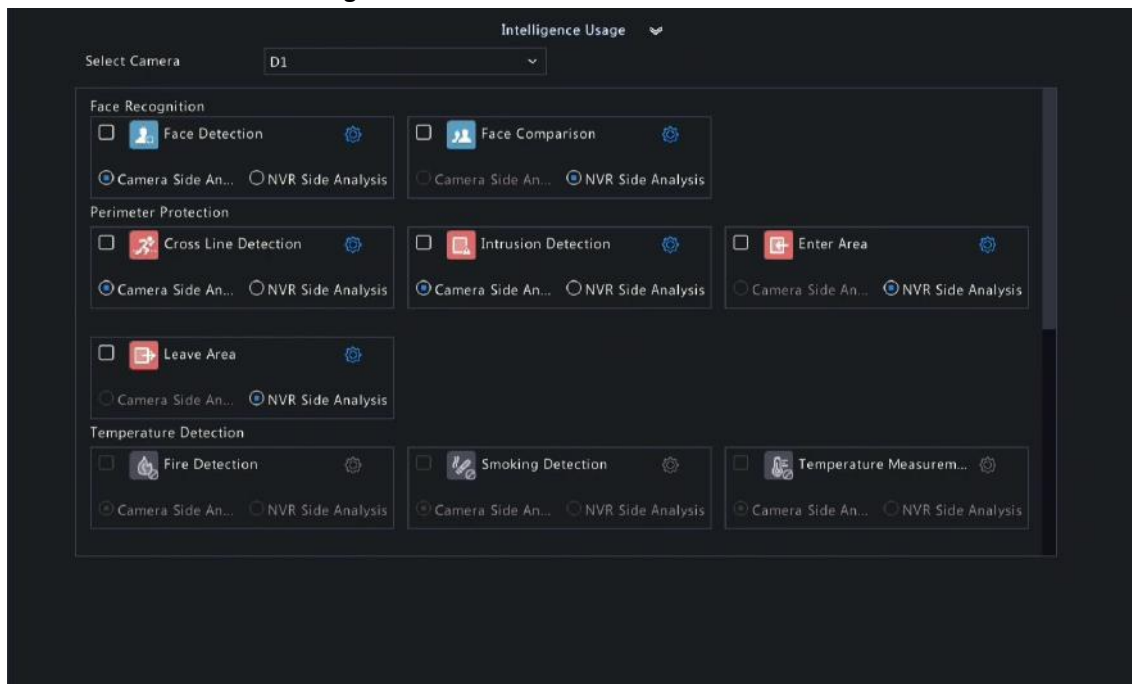 Intelligence Usage
Select Camera D1
Face Recognition
Face Detection Face Comparison
Camera Side An... NVR Side Analysis Camera Side An... NVR Side Analysis
Perimeter Protection
Cross Line Detection Intrusion Detection Enter Area
Camera Side An... NVR Side Analysis Camera Side An... NVR Side Analysis Camera Side An... NVR Side Analysis
Leave Area
Camera Side An... NVR Side Analysis
Temperature Detection
Fire Detection Smoking Detection Temperature Measurem...
Camera Side An... NVR Side Analysis Camera Side An... NVR Side Analysis Camera Side An... NVR Side Analysis